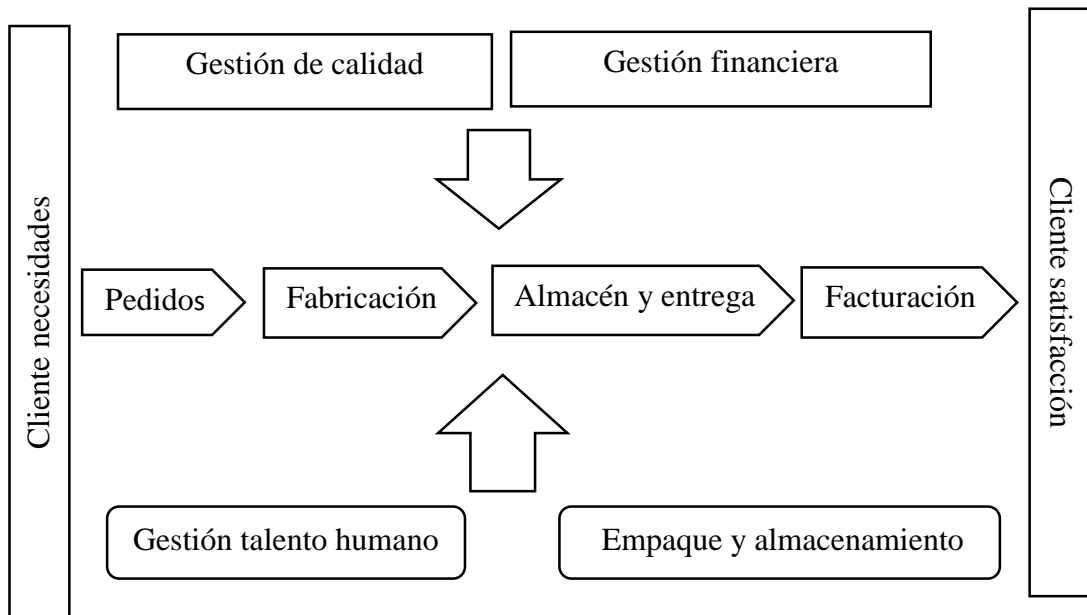 Gestión de calidad
Gestión financiera
Cliente necesidades
Pedidos
Fabricación
Almacén y entrega
Facturación
Cliente satisfacción
Gestión talento humano
Empaque y almacenamiento